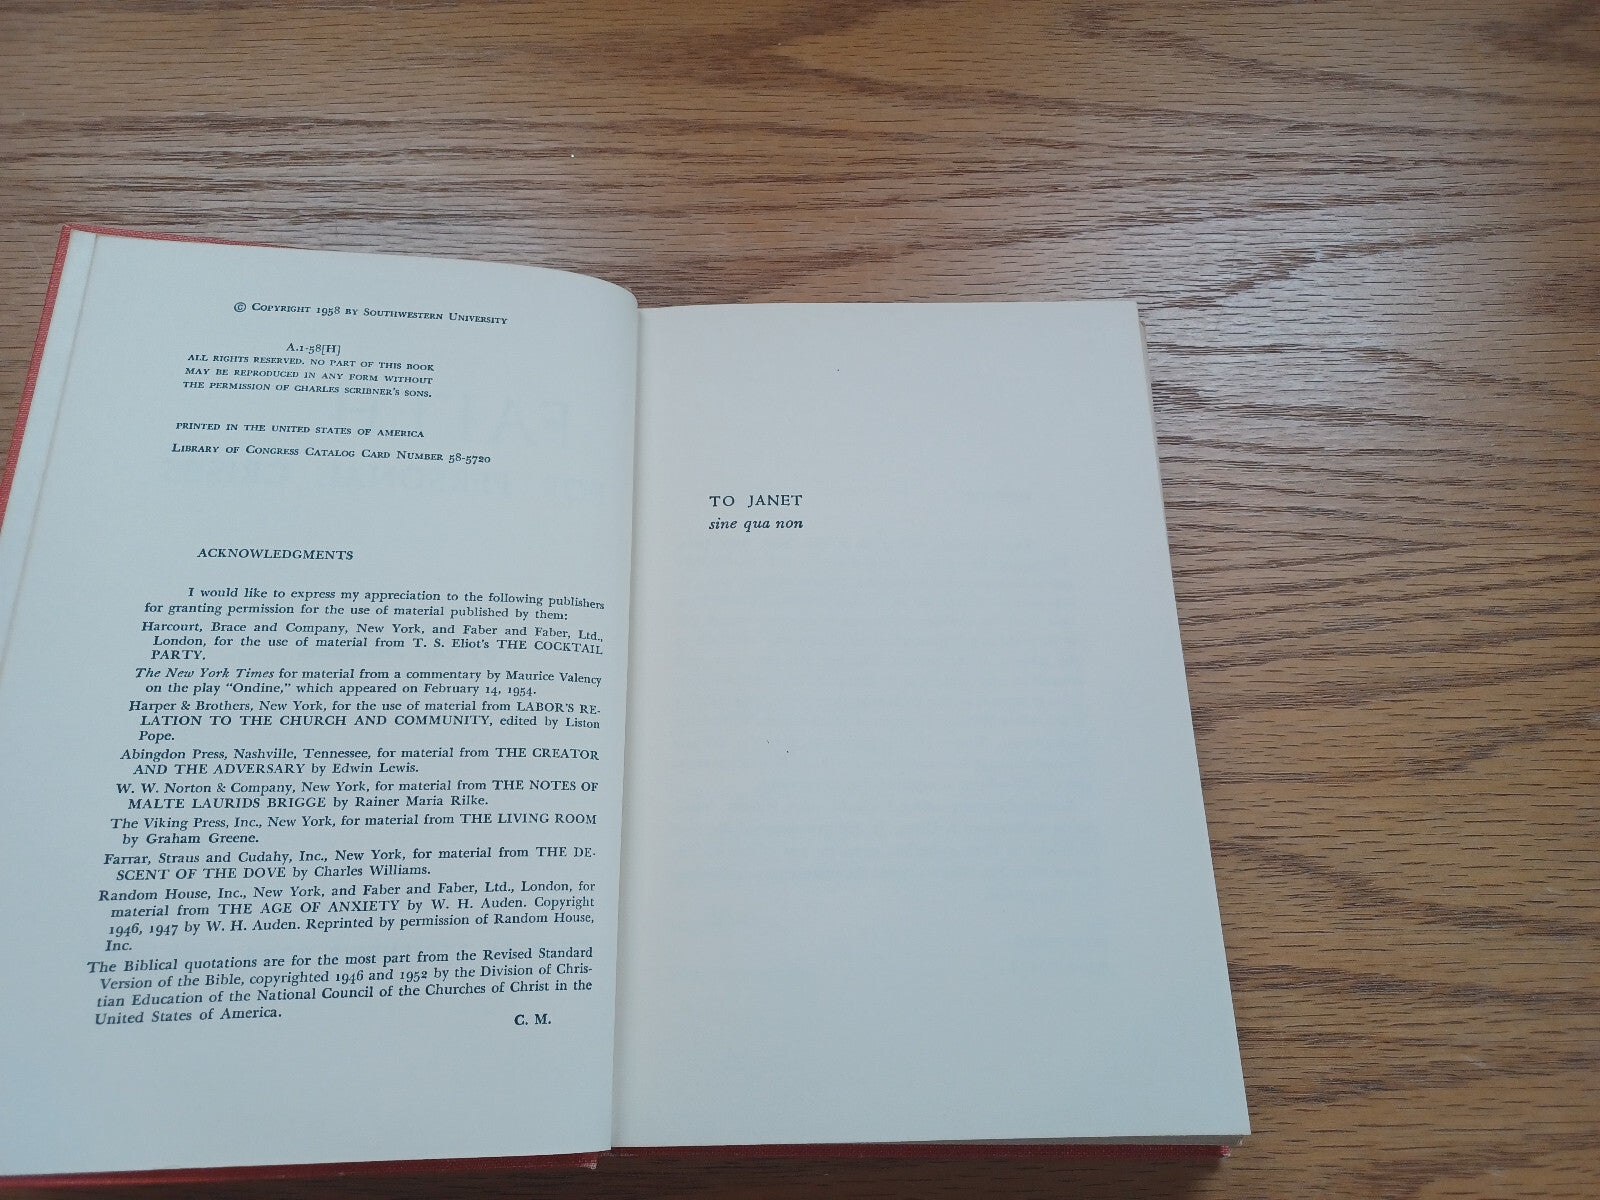 © Copyright 1958 by Southwestern University
A.1-58[H]
ALL RIGHTS RESERVED. NO PART OF THIS BOOK
MAY BE REPRODUCED IN ANY FORM WITHOUT
THE PERMISSION OF CHARLES SCRIBNER'S SONS.
PRINTED IN THE UNITED STATES OF AMERICA
Library of Congress Catalog Card Number 58-5720
ACKNOWLEDGMENTS
I would like to express my appreciation to the following publishers
for granting permission for the use of material published by them:
Harcourt, Brace and Company, New York, and Faber and Faber, Ltd.,
London, for the use of material from T. S. Eliot's THE COCKTAIL
PARTY.
The New York Times for material from a commentary by Maurice Valency
on the play "Ondine," which appeared on February 14, 1954.
Harper & Brothers, New York, for the use of material from LABOR'S RE-
LATION TO THE CHURCH AND COMMUNITY, edited by Liston
Pope.
Abingdon Press, Nashville, Tennessee, for material from THE CREATOR
AND THE ADVERSARY by Edwin Lewis.
W. W. Norton & Company, New York, for material from THE NOTES OF
MALTE LAURIDS BRIGGE by Rainer Maria Rilke.
The Viking Press, Inc., New York, for material from THE LIVING ROOM
by Graham Greene.
Farrar, Straus and Cudahy, Inc., New York, for material from THE DE-
SCENT OF THE DOVE by Charles Williams.
Random House, Inc., New York, and Faber and Faber, Ltd., London, for
material from THE AGE OF ANXIETY by W. H. Auden. Copyright
1946, 1947 by W. H. Auden. Reprinted by permission of Random House,
Inc.
The Biblical quotations are for the most part from the Revised Standard
Version of the Bible, copyrighted 1946 and 1952 by the Division of Chris-
tian Education of the National Council of the Churches of Christ in the
United States of America.
C. M.
TO JANET
sine qua non